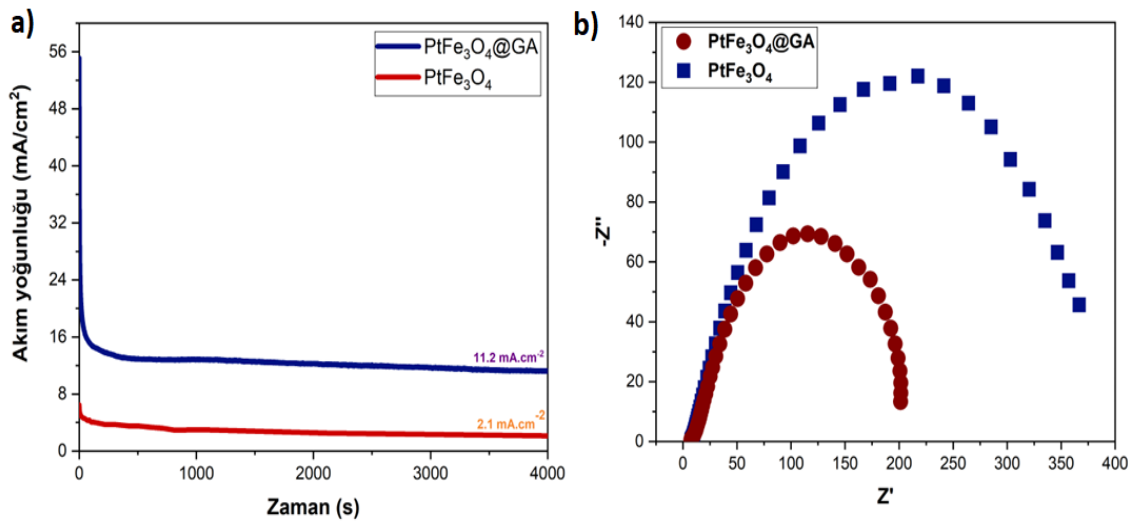 a)
Akım yoğunluğu (mA/cm²)
56
48
40
32
24
16
8
0
PtFe₃O₄@GA
PtFe₃O₄
11.2 mA.cm⁻²
2.1 mA.cm⁻²
0 1000 2000 3000 4000
Zaman (s)
b)
-Z''
140
120
100
80
60
40
20
0
PtFe₃O₄@GA
PtFe₃O₄
0 50 100 150 200 250 300 350 400
Z'